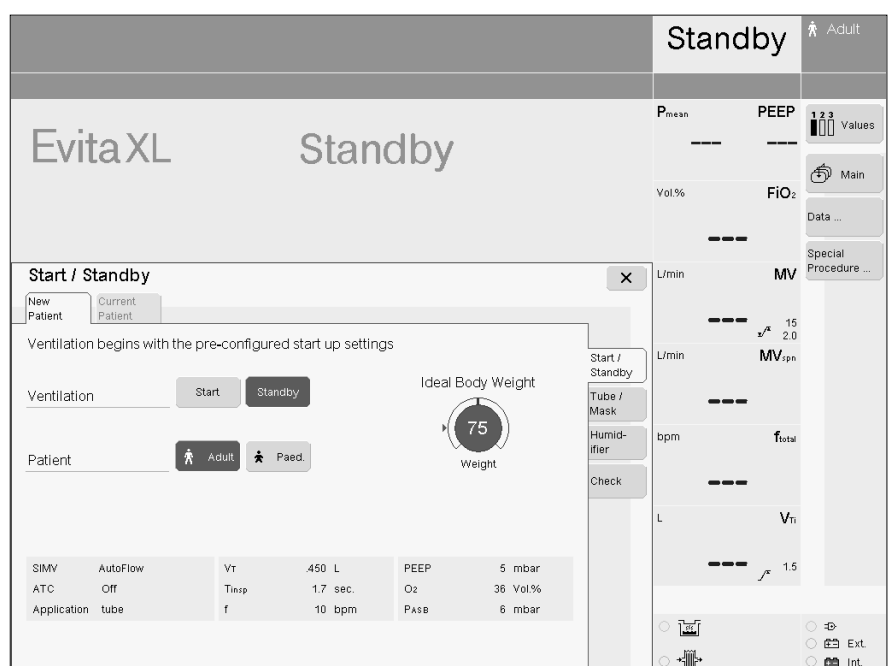 Standby
Adult
Evita XL Standby
Pmean PEEP
--- ---
Vol.% FiO2
---
L/min MV
---
15
2.0
L/min MVspn
---
bpm ftotal
---
L VTi
---
1.5
1 2 3
Values
Main
Data ...
Special
Procedure ...
Start / Standby
New
Patient
Current
Patient
Ventilation begins with the pre-configured start up settings
Ventilation Start Standby
Patient Adult Paed.
Ideal Body Weight
75
Weight
Start /
Standby
Tube /
Mask
Humid-
ifier
Check
SIMV AutoFlow VT .450 L PEEP 5 mbar
ATC Off Tinsp 1.7 sec. O2 36 Vol.%
Application tube f 10 bpm PASB 6 mbar
Ext.
Int.